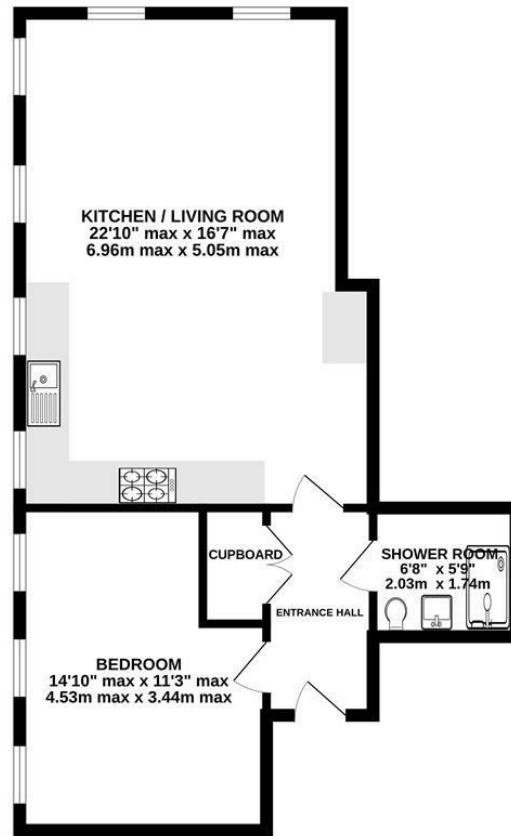 KITCHEN / LIVING ROOM
22'10" max x 16'7" max
6.96m max x 5.05m max
CUPBOARD
SHOWER ROOM
6'8" x 5'9"
2.03m x 1.74m
ENTRANCE HALL
BEDROOM
14'10" max x 11'3" max
4.53m max x 3.44m max